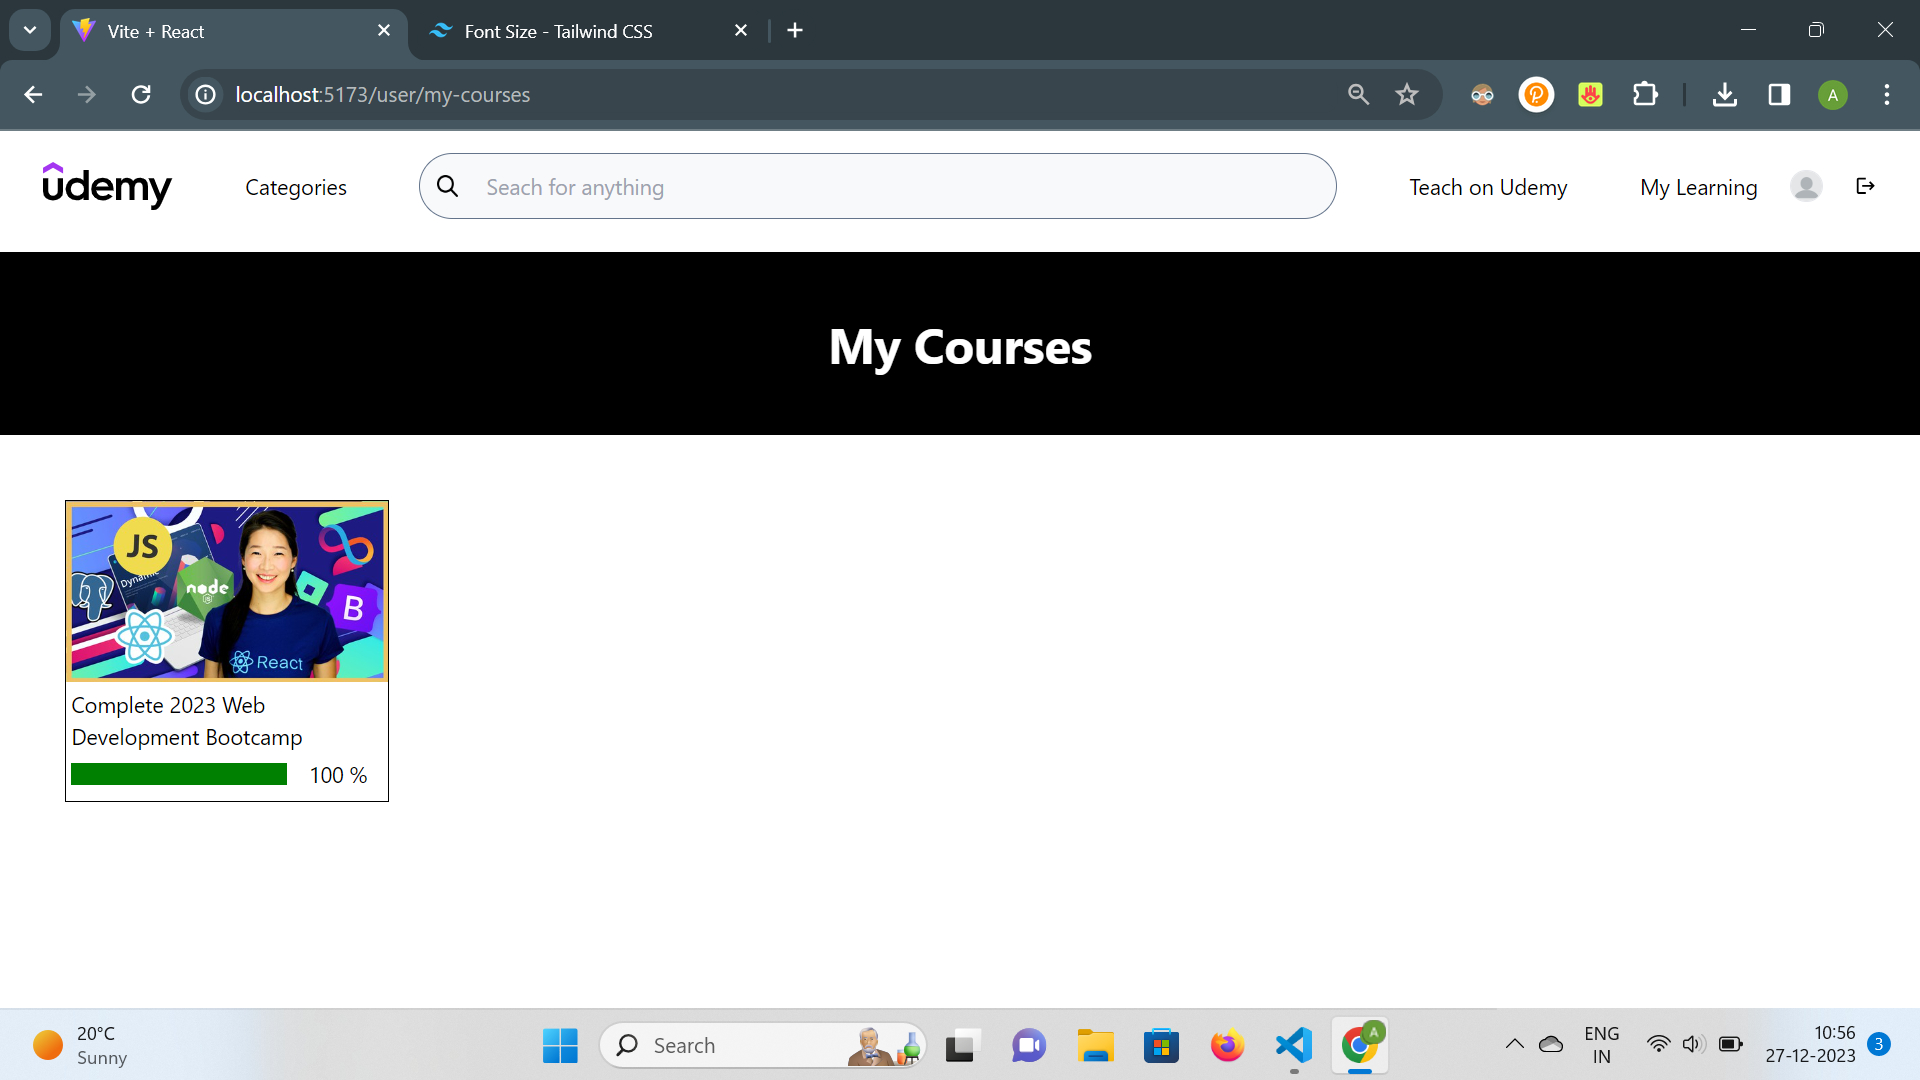 Vite + React
Font Size - Tailwind CSS
localhost:5173/user/my-courses
A
udemy
Categories
Seach for anything
Teach on Udemy
My Learning
My Courses
JS
Dynamic
node
JS
B
React
Complete 2023 Web
Development Bootcamp
100 %
20°C
Sunny
Search
A
ENG
IN
10:56
27-12-2023
3